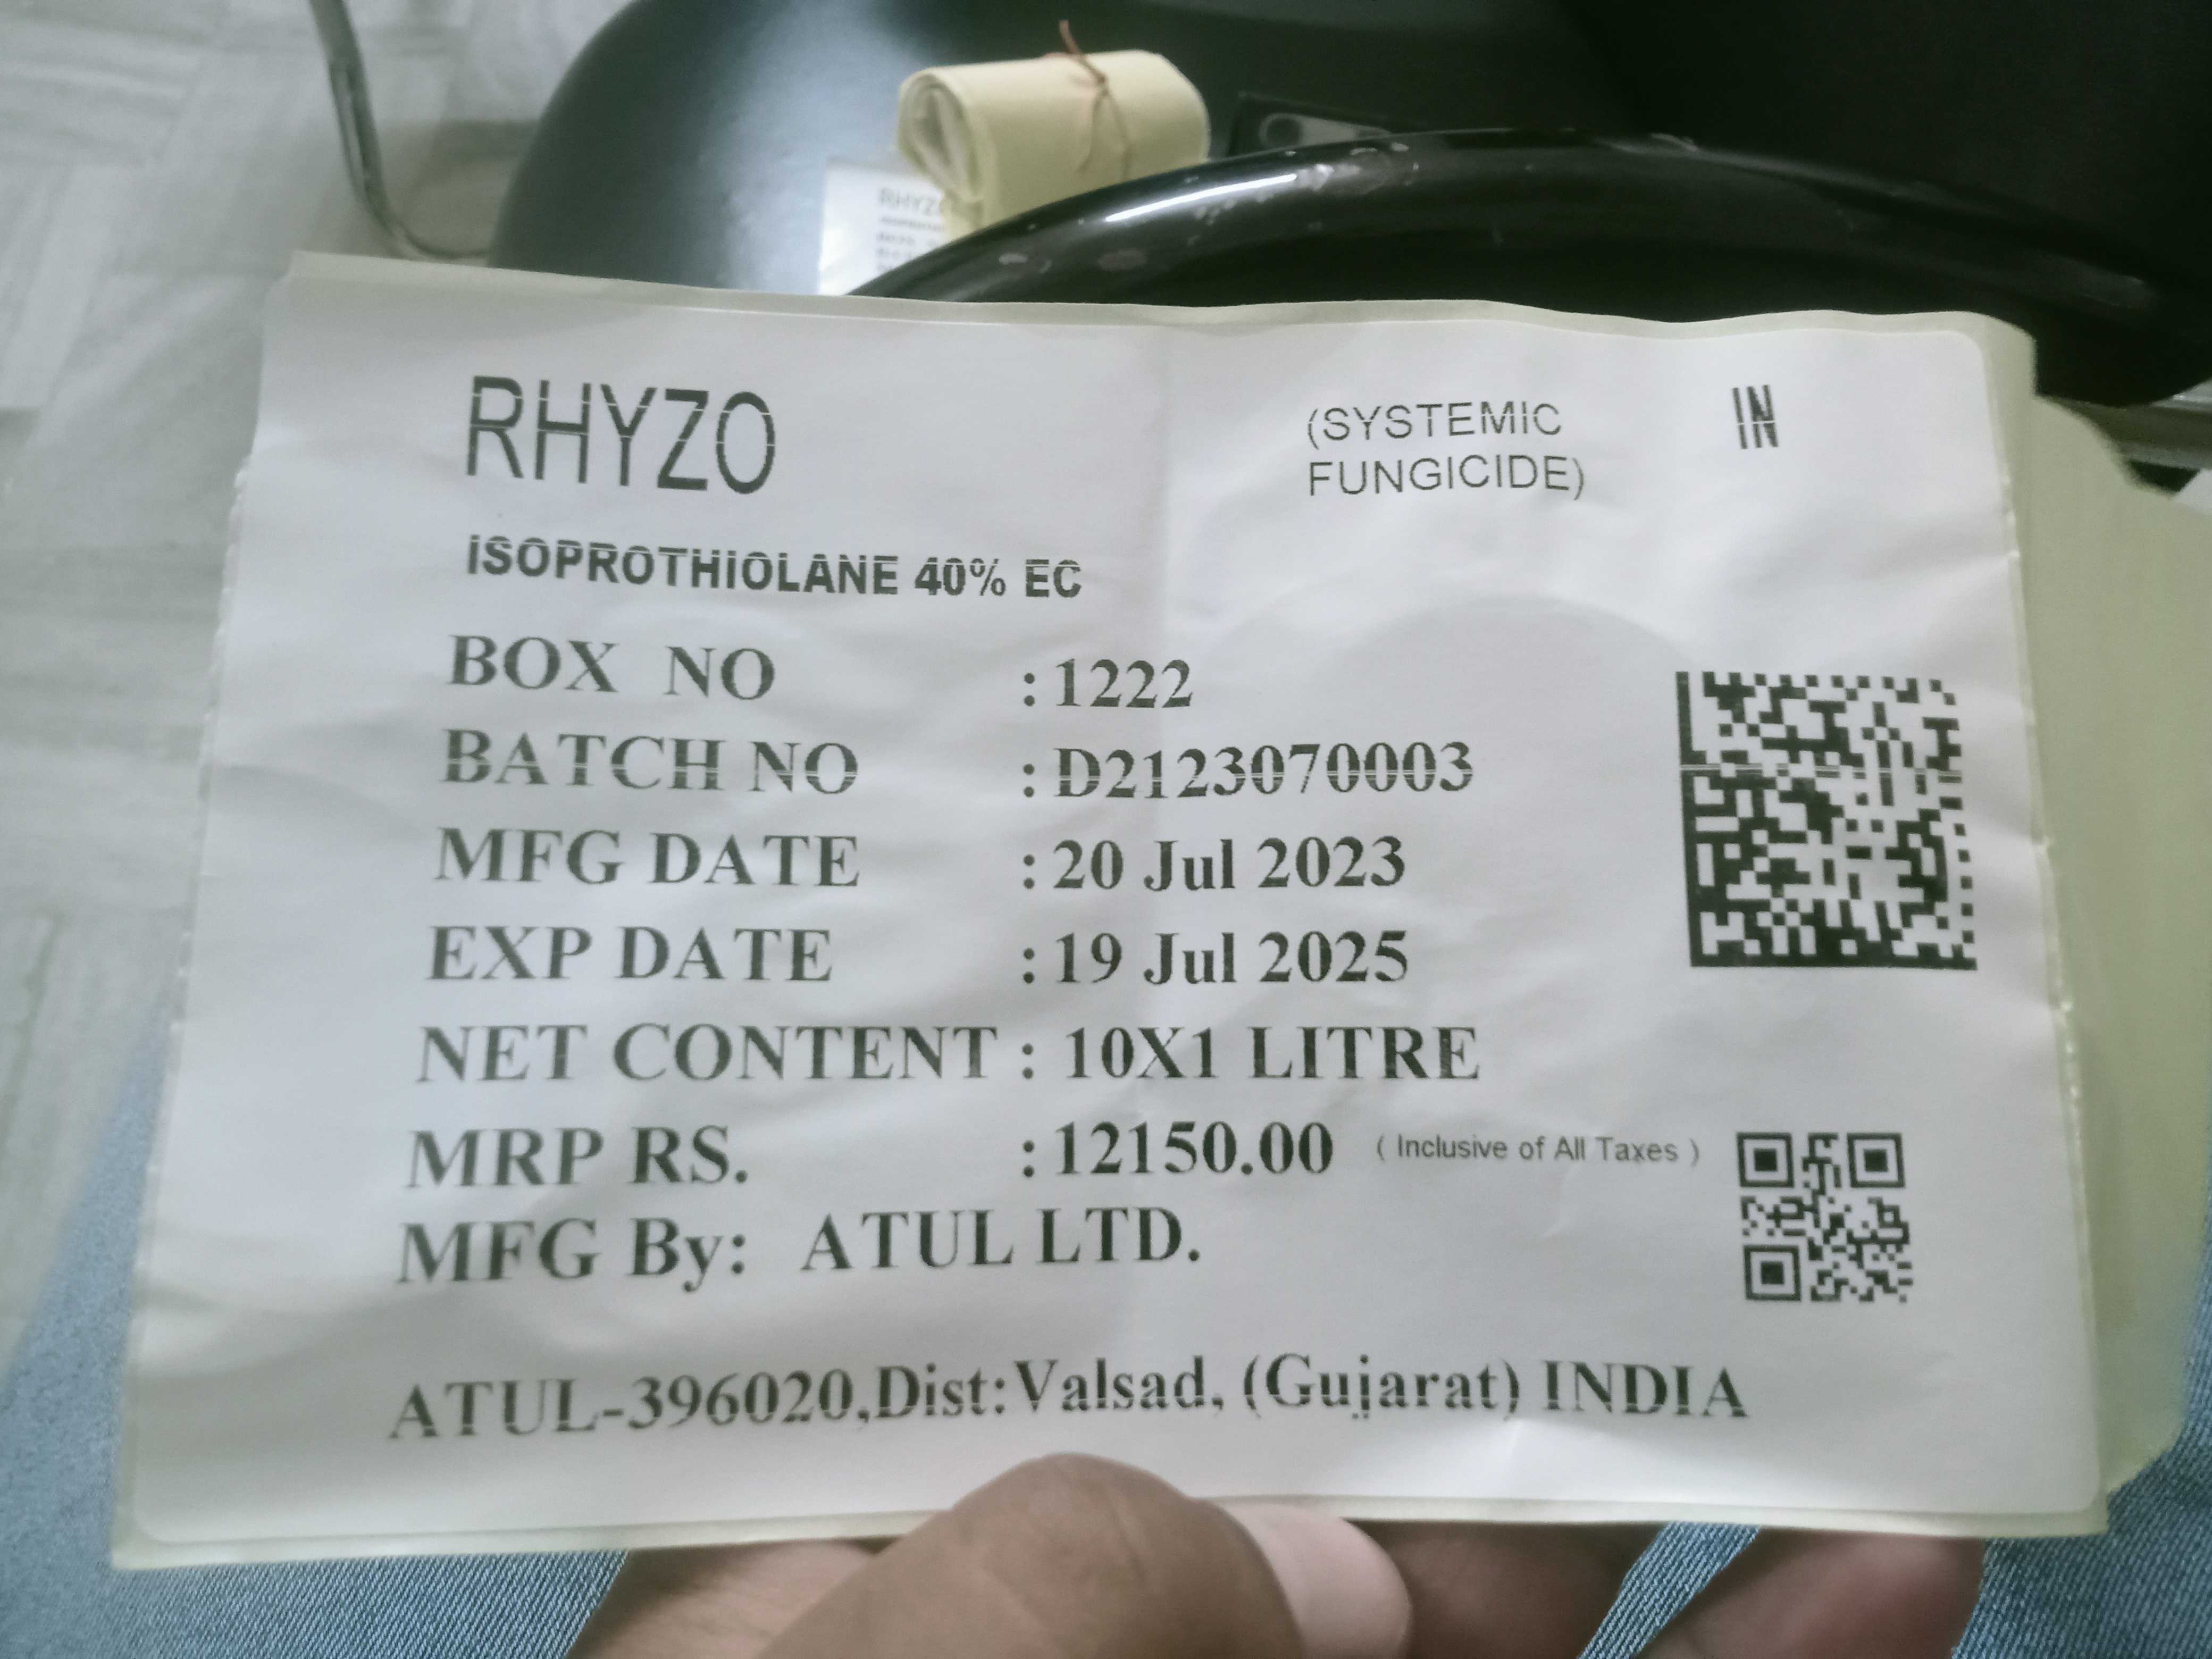 RHYZO
(SYSTEMIC
FUNGICIDE)
IN
ISOPROTHIOLANE 40% EC
BOX NO : 1222
BATCH NO : D2123070003
MFG DATE : 20 Jul 2023
EXP DATE : 19 Jul 2025
NET CONTENT : 10X1 LITRE
MRP RS. : 12150.00 ( Inclusive of All Taxes )
MFG By: ATUL LTD.
ATUL-396020,Dist:Valsad, (Gujarat) INDIA